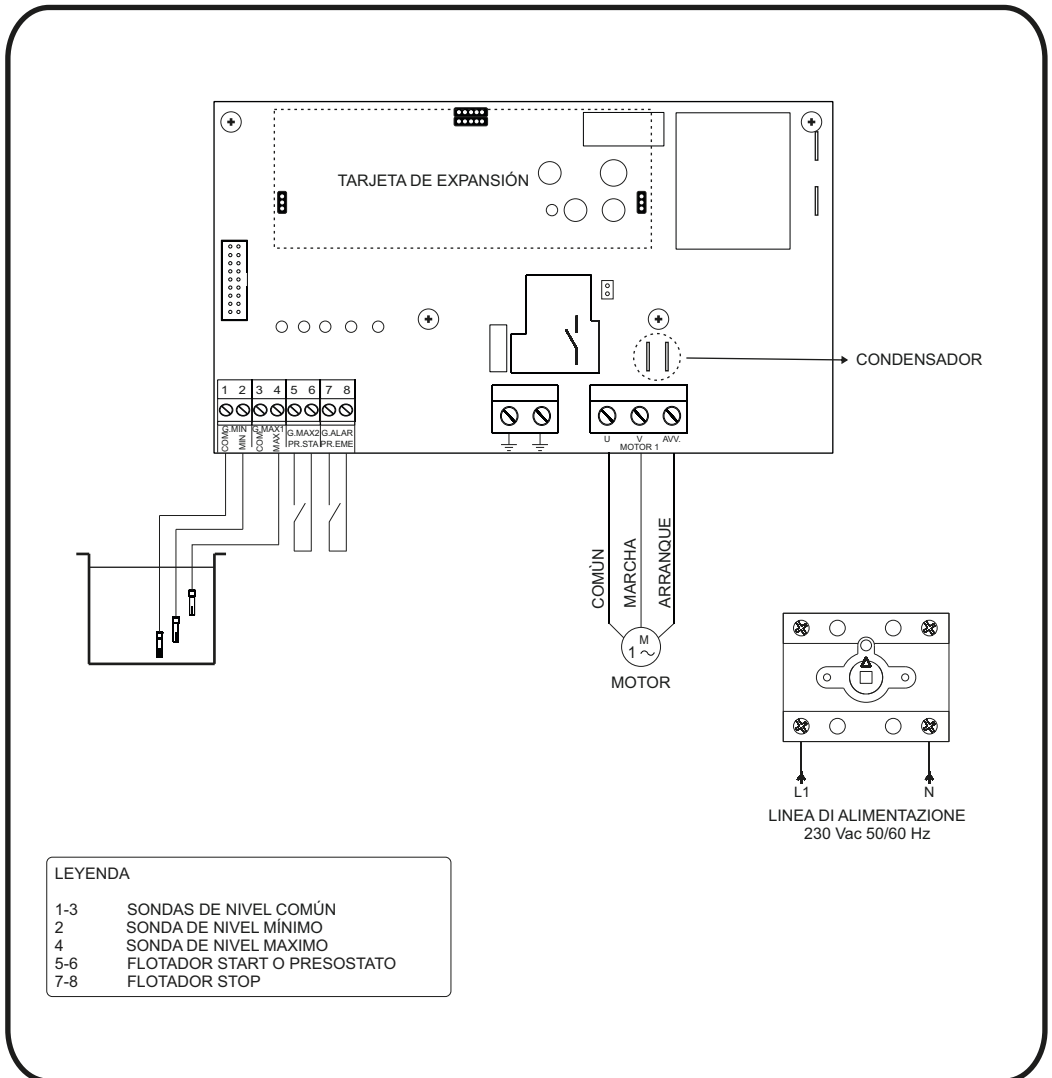 TARJETA DE EXPANSIÓN
CONDENSADOR
1 2 3 4 5 6 7 8
G.MIN G.MAX1 G.MAX2 G.ALAR
COM MIN COM MAX PR.STA PR.EME
U V AVV.
MOTOR 1
COMÙN
MARCHA
ARRANQUE
M
1 ~
MOTOR
L1 N
LINEA DI ALIMENTAZIONE
230 Vac 50/60 Hz
LEYENDA
1-3 SONDAS DE NIVEL COMÚN
2 SONDA DE NIVEL MÍNIMO
4 SONDA DE NIVEL MAXIMO
5-6 FLOTADOR START O PRESOSTATO
7-8 FLOTADOR STOP